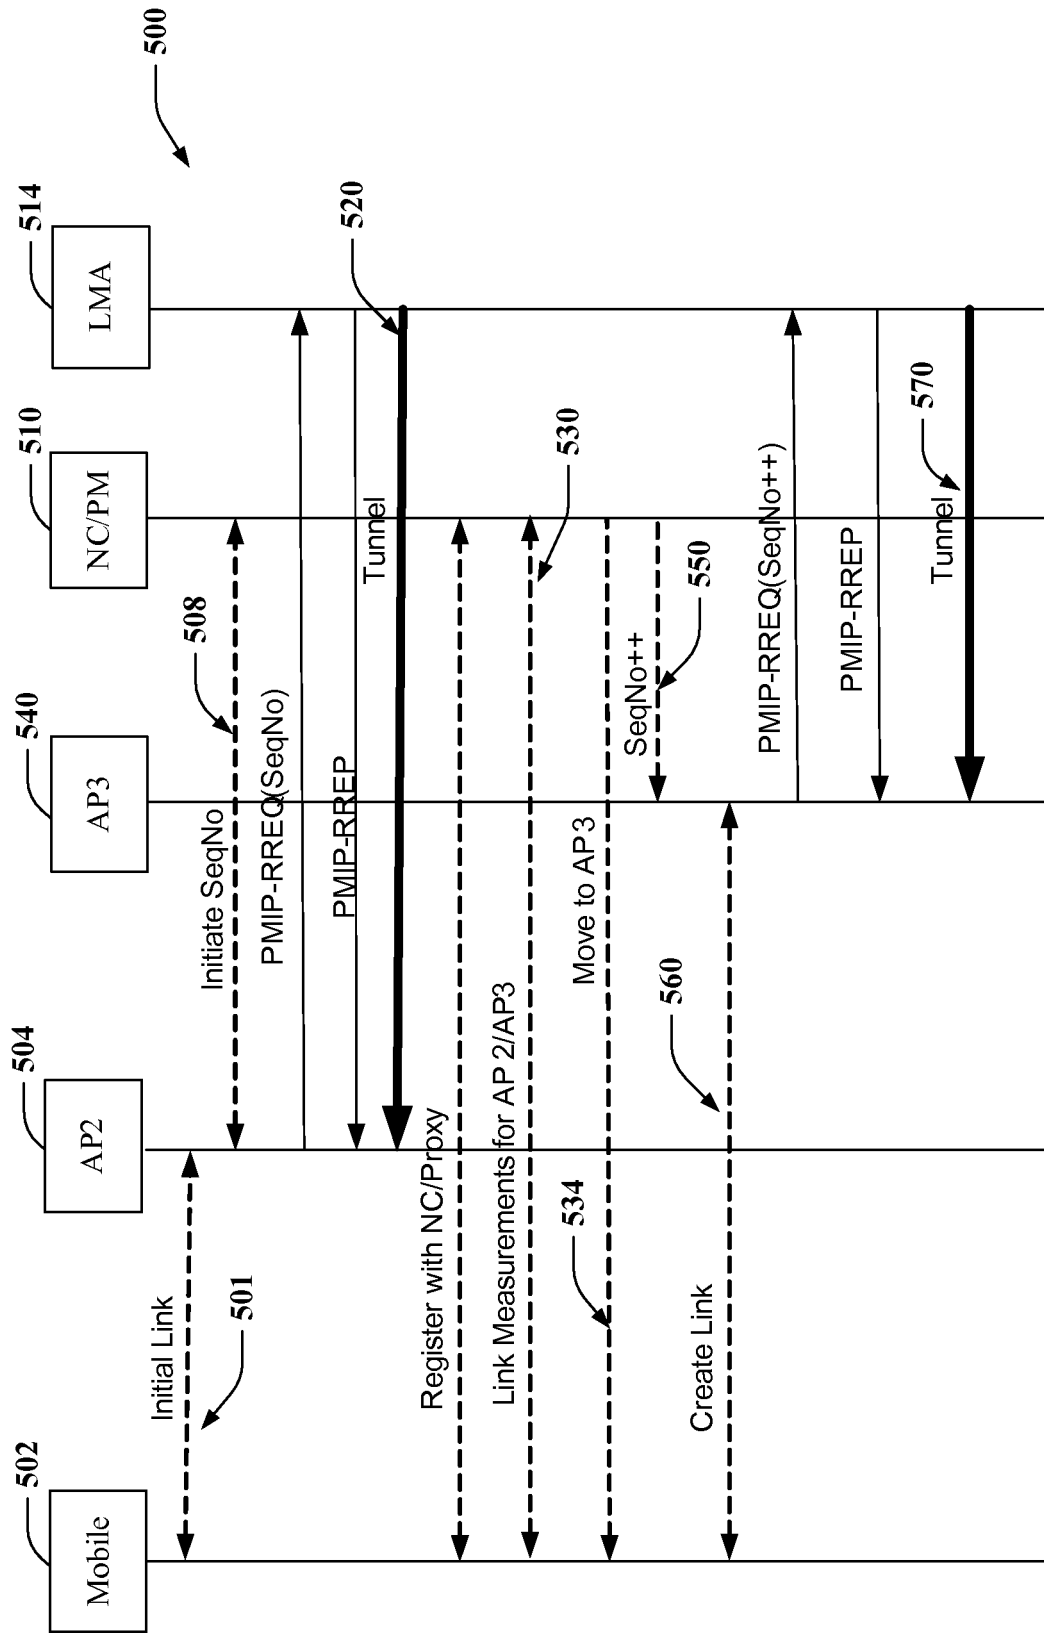 500
Mobile
502
AP2
504
AP3
540
NC/PM
510
LMA
514
Initial Link
501
Initiate SeqNo
508
PMIP-RREQ(SeqNo)
PMIP-RREP
Tunnel
520
Register with NC/Proxy
Link Measurements for AP 2/AP3
530
Move to AP3
534
SeqNo++
550
Create Link
560
PMIP-RREQ(SeqNo++)
PMIP-RREP
Tunnel
570